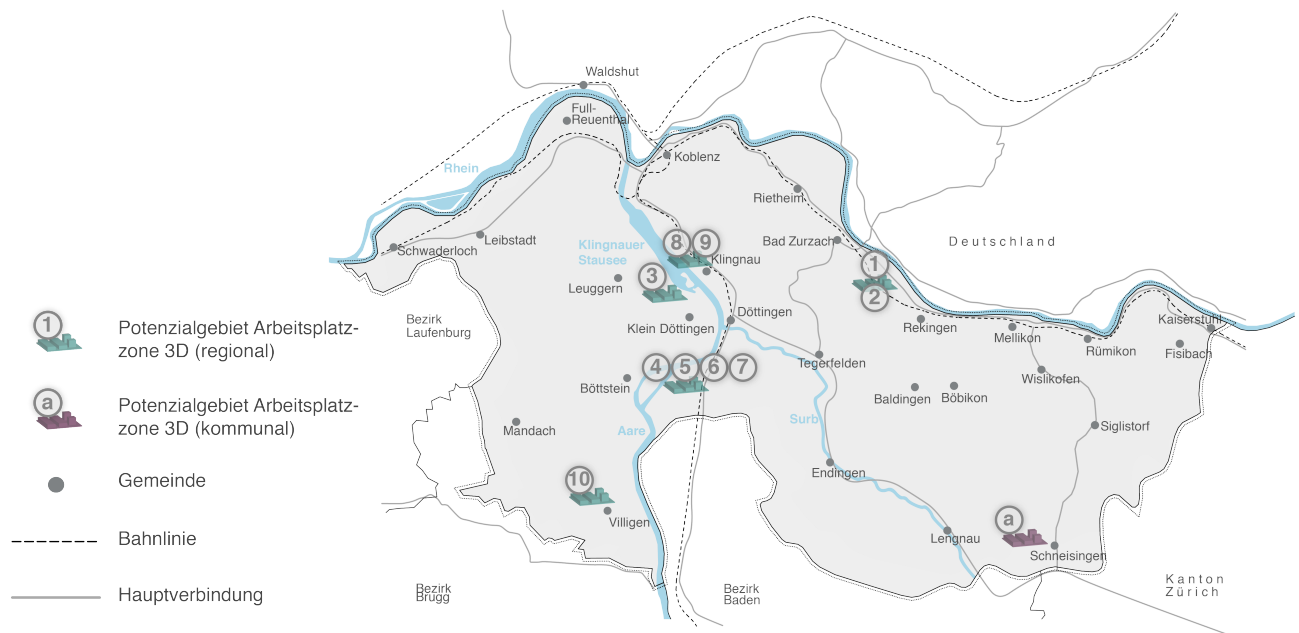 Waldshut
Full-
Reuenthal
Koblenz
Rhein
Rietheim
Leibstadt
Schwaderloch
Bad Zurzach
Deutschland
Klingnauer
Stausee
8
9
Klingnau
3
Leuggern
1
2
Döttingen
Klein Döttingen
Bezirk
Laufenburg
Rekingen
Mellikon
Kaiserstuhl
Rümikon
Fisibach
Tegerfelden
Wislikofen
4
5
6
7
Böttstein
Baldingen
Böbikon
Mandach
Aare
Surb
Siglistorf
Endingen
10
Villigen
a
Lengnau
Schneisingen
Bezirk
Brugg
Bezirk
Baden
Kanton
Zürich
1
Potenzialgebiet Arbeitsplatz-
zone 3D (regional)
a
Potenzialgebiet Arbeitsplatz-
zone 3D (kommunal)
Gemeinde
Bahnlinie
Hauptverbindung